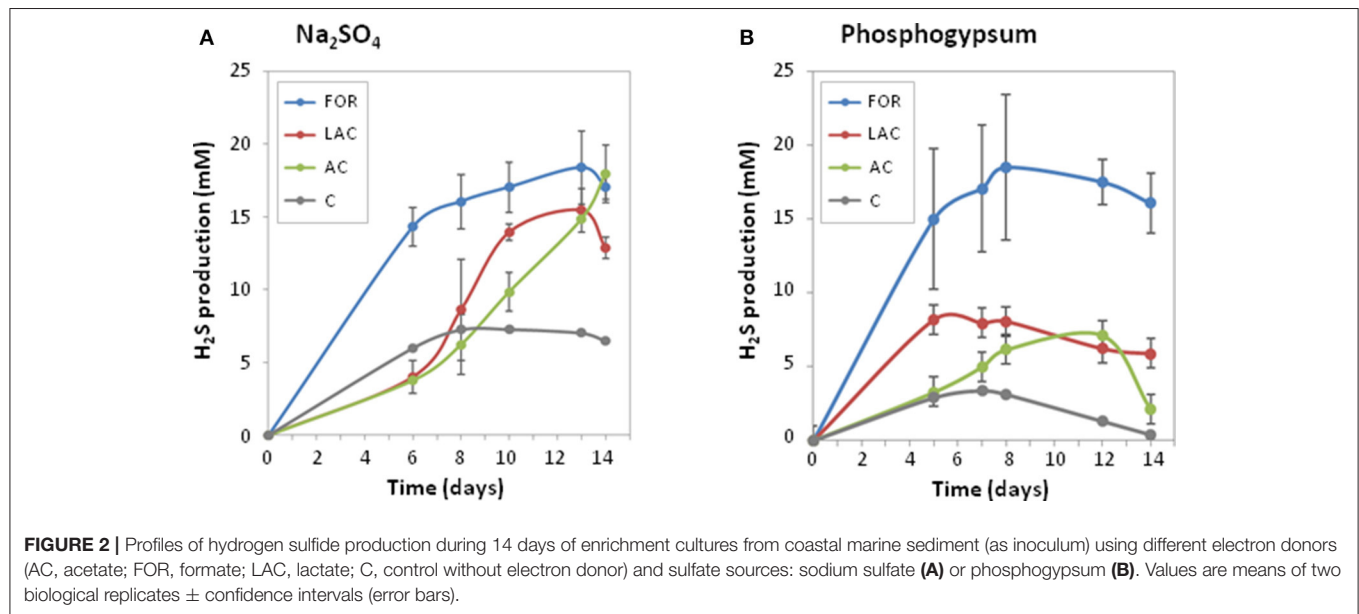 A Na₂SO₄
25
20
15
10
5
0
H₂S production (mM)
FOR
LAC
AC
C
0 2 4 6 8 10 12 14
Time (days)
B Phosphogypsum
25
20
15
10
5
0
H₂S production (mM)
FOR
LAC
AC
C
0 2 4 6 8 10 12 14
Time (days)
FIGURE 2 | Profiles of hydrogen sulfide production during 14 days of enrichment cultures from coastal marine sediment (as inoculum) using different electron donors
(AC, acetate; FOR, formate; LAC, lactate; C, control without electron donor) and sulfate sources: sodium sulfate (A) or phosphogypsum (B). Values are means of two
biological replicates ± confidence intervals (error bars).